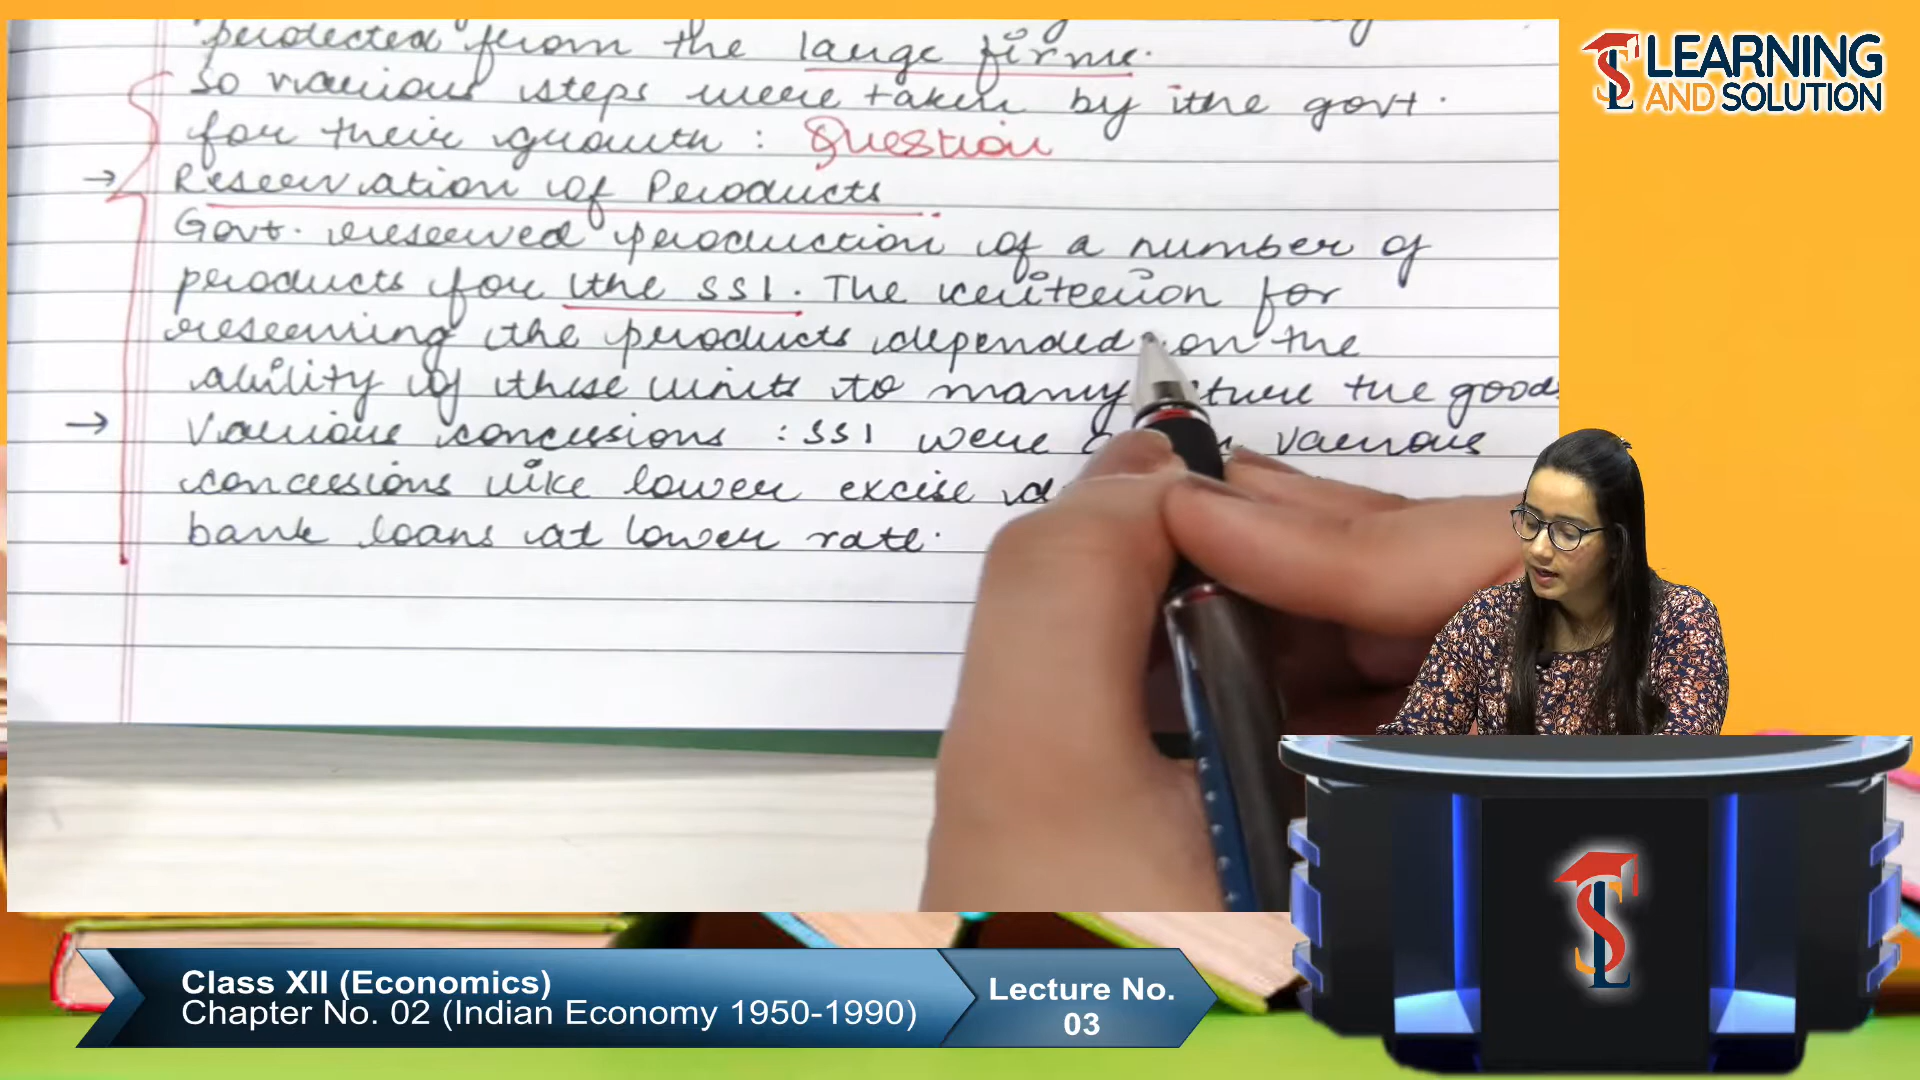 protected from the large firms.
So various steps were taken by the govt.
for their growth : Question
→ Reservation of Products
Govt. reserved production of a number of
products for the SSI. The criterion for
reserving the products depended on the
ability of these units to manufacture the goods
→ Various concessions : SSI were various
concessions like lower excise
bank loans at lower rate.
LEARNING
AND SOLUTION
Class XII (Economics)
Chapter No. 02 (Indian Economy 1950-1990)
Lecture No.
03